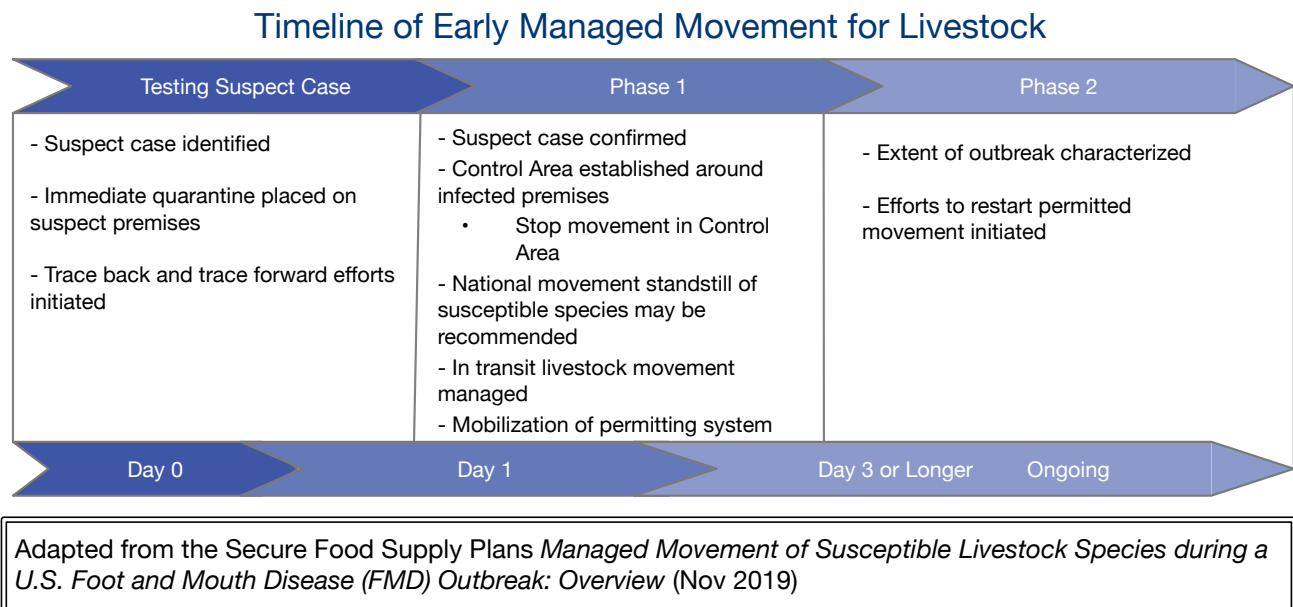 Timeline of Early Managed Movement for Livestock
Testing Suspect Case
Phase 1
Phase 2
- Suspect case identified
- Immediate quarantine placed on
suspect premises
- Trace back and trace forward efforts
initiated
- Suspect case confirmed
- Control Area established around
infected premises
• Stop movement in Control
Area
- National movement standstill of
susceptible species may be
recommended
- In transit livestock movement
managed
- Mobilization of permitting system
- Extent of outbreak characterized
- Efforts to restart permitted
movement initiated
Day 0
Day 1
Day 3 or Longer Ongoing
Adapted from the Secure Food Supply Plans Managed Movement of Susceptible Livestock Species during a
U.S. Foot and Mouth Disease (FMD) Outbreak: Overview (Nov 2019)